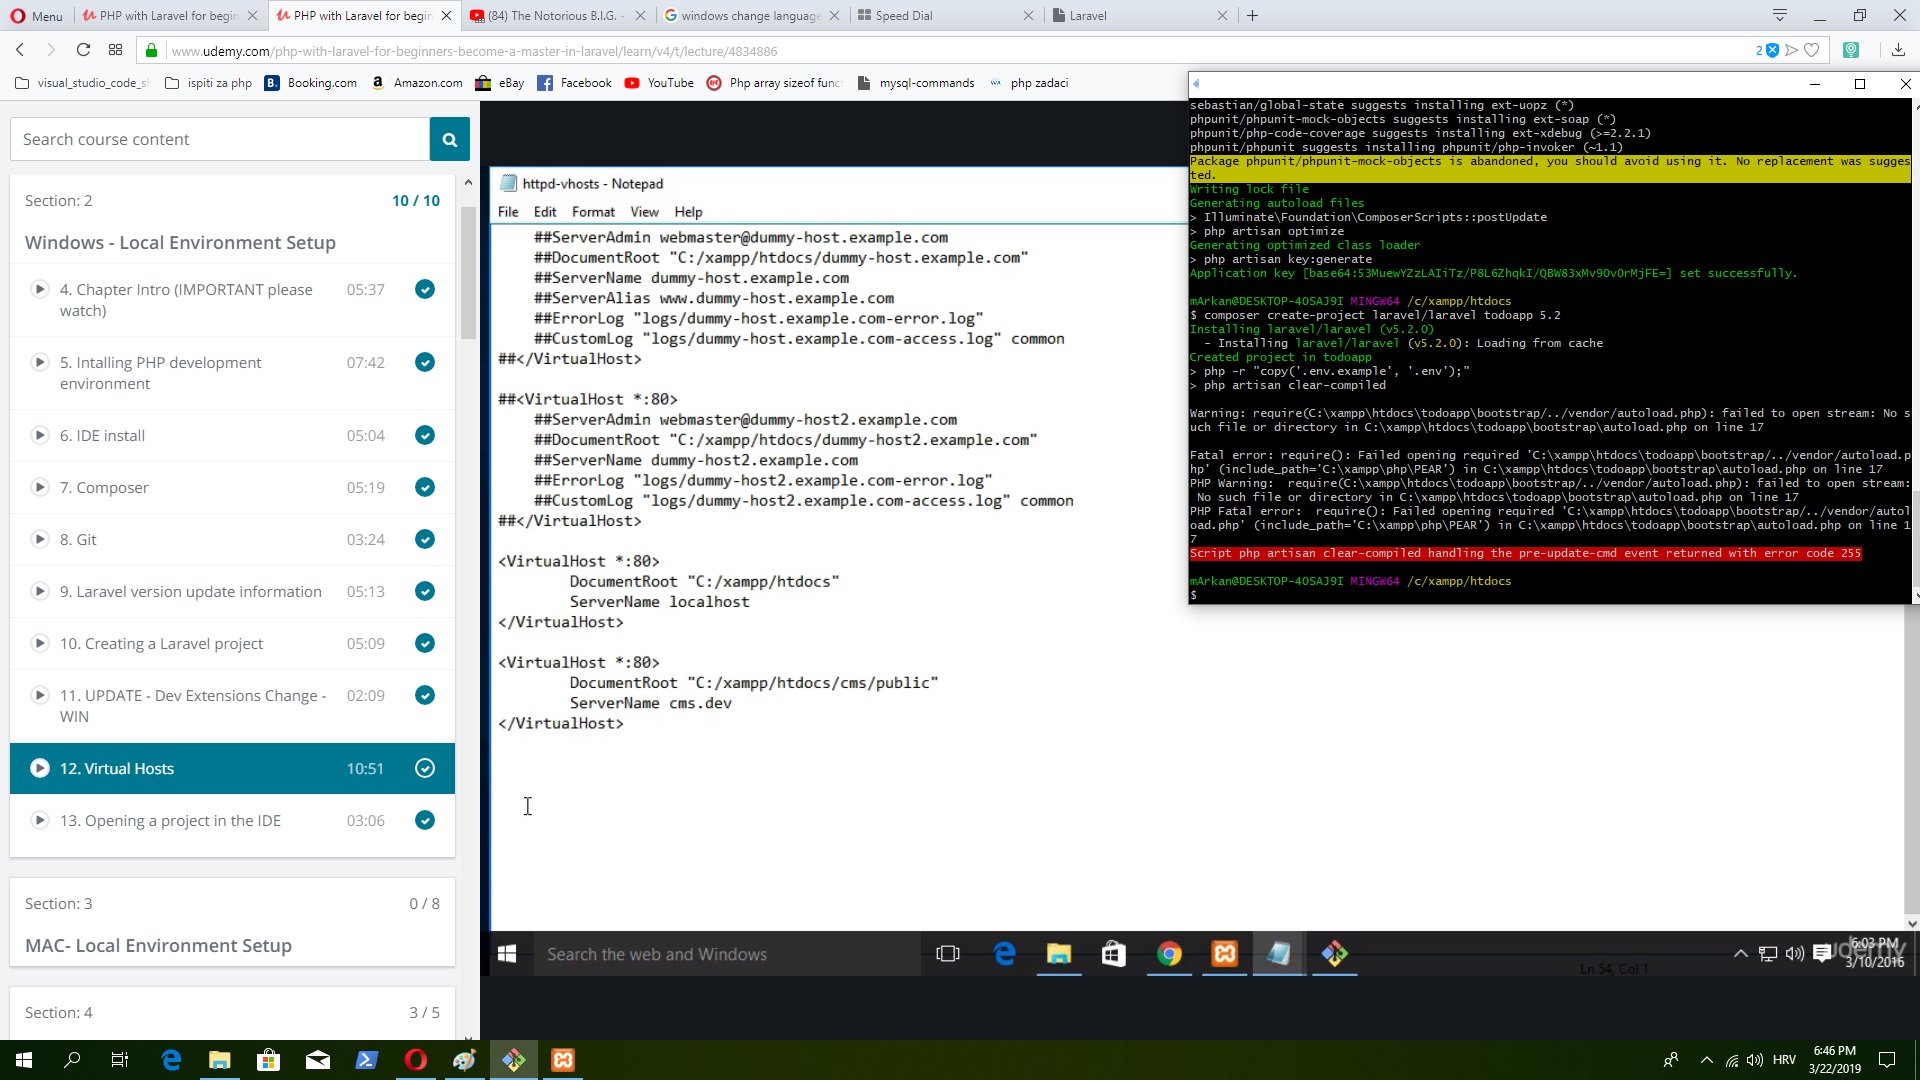 Menu
PHP with Laravel for begin
PHP with Laravel for begin
(84) The Notorious B.I.G. -
windows change language
Speed Dial
Laravel
www.udemy.com/php-with-laravel-for-beginners-become-a-master-in-laravel/learn/v4/t/lecture/4834886
2
visual_studio_code_sh
ispiti za php
Booking.com
Amazon.com
eBay
Facebook
YouTube
Php array sizeof func
mysql-commands
php zadaci
Search course content
Section: 2
10 / 10
Windows - Local Environment Setup
4. Chapter Intro (IMPORTANT please
watch)
05:37
5. Intalling PHP development
environment
07:42
6. IDE install
05:04
7. Composer
05:19
8. Git
03:24
9. Laravel version update information
05:13
10. Creating a Laravel project
05:09
11. UPDATE - Dev Extensions Change -
WIN
02:09
12. Virtual Hosts
10:51
13. Opening a project in the IDE
03:06
Section: 3
0 / 8
MAC- Local Environment Setup
Section: 4
3 / 5
httpd-vhosts - Notepad
File Edit Format View Help
##ServerAdmin webmaster@dummy-host.example.com
##DocumentRoot "C:/xampp/htdocs/dummy-host.example.com"
##ServerName dummy-host.example.com
##ServerAlias www.dummy-host.example.com
##ErrorLog "logs/dummy-host.example.com-error.log"
##CustomLog "logs/dummy-host.example.com-access.log" common
##</VirtualHost>
##<VirtualHost *:80>
##ServerAdmin webmaster@dummy-host2.example.com
##DocumentRoot "C:/xampp/htdocs/dummy-host2.example.com"
##ServerName dummy-host2.example.com
##ErrorLog "logs/dummy-host2.example.com-error.log"
##CustomLog "logs/dummy-host2.example.com-access.log" common
##</VirtualHost>
<VirtualHost *:80>
DocumentRoot "C:/xampp/htdocs"
ServerName localhost
</VirtualHost>
<VirtualHost *:80>
DocumentRoot "C:/xampp/htdocs/cms/public"
ServerName cms.dev
</VirtualHost>
Ln 54, Col 1
Search the web and Windows
6:03 PM
3/10/2016
udemy
sebastian/global-state suggests installing ext-uopz (*)
phpunit/phpunit-mock-objects suggests installing ext-soap (*)
phpunit/php-code-coverage suggests installing ext-xdebug (>=2.2.1)
phpunit/phpunit suggests installing phpunit/php-invoker (~1.1)
Package phpunit/phpunit-mock-objects is abandoned, you should avoid using it. No replacement was sugges
ted.
Writing lock file
Generating autoload files
> Illuminate\Foundation\ComposerScripts::postUpdate
> php artisan optimize
Generating optimized class loader
> php artisan key:generate
Application key [base64:53MuewYZzLAIiTz/P8L6ZhqkI/QBW83xMv9OvOrMjFE=] set successfully.
mArkan@DESKTOP-4OSAJ9I MINGW64 /c/xampp/htdocs
$ composer create-project laravel/laravel todoapp 5.2
Installing laravel/laravel (v5.2.0)
- Installing laravel/laravel (v5.2.0): Loading from cache
Created project in todoapp
> php -r "copy('.env.example', '.env');"
> php artisan clear-compiled
Warning: require(C:\xampp\htdocs\todoapp\bootstrap/../vendor/autoload.php): failed to open stream: No s
uch file or directory in C:\xampp\htdocs\todoapp\bootstrap\autoload.php on line 17
Fatal error: require(): Failed opening required 'C:\xampp\htdocs\todoapp\bootstrap/../vendor/autoload.p
hp' (include_path='C:\xampp\php\PEAR') in C:\xampp\htdocs\todoapp\bootstrap\autoload.php on line 17
PHP Warning:  require(C:\xampp\htdocs\todoapp\bootstrap/../vendor/autoload.php): failed to open stream:
No such file or directory in C:\xampp\htdocs\todoapp\bootstrap\autoload.php on line 17
PHP Fatal error:  require(): Failed opening required 'C:\xampp\htdocs\todoapp\bootstrap/../vendor/autol
oad.php' (include_path='C:\xampp\php\PEAR') in C:\xampp\htdocs\todoapp\bootstrap\autoload.php on line 1
7
Script php artisan clear-compiled handling the pre-update-cmd event returned with error code 255
mArkan@DESKTOP-4OSAJ9I MINGW64 /c/xampp/htdocs
$
HRV
6:46 PM
3/22/2019